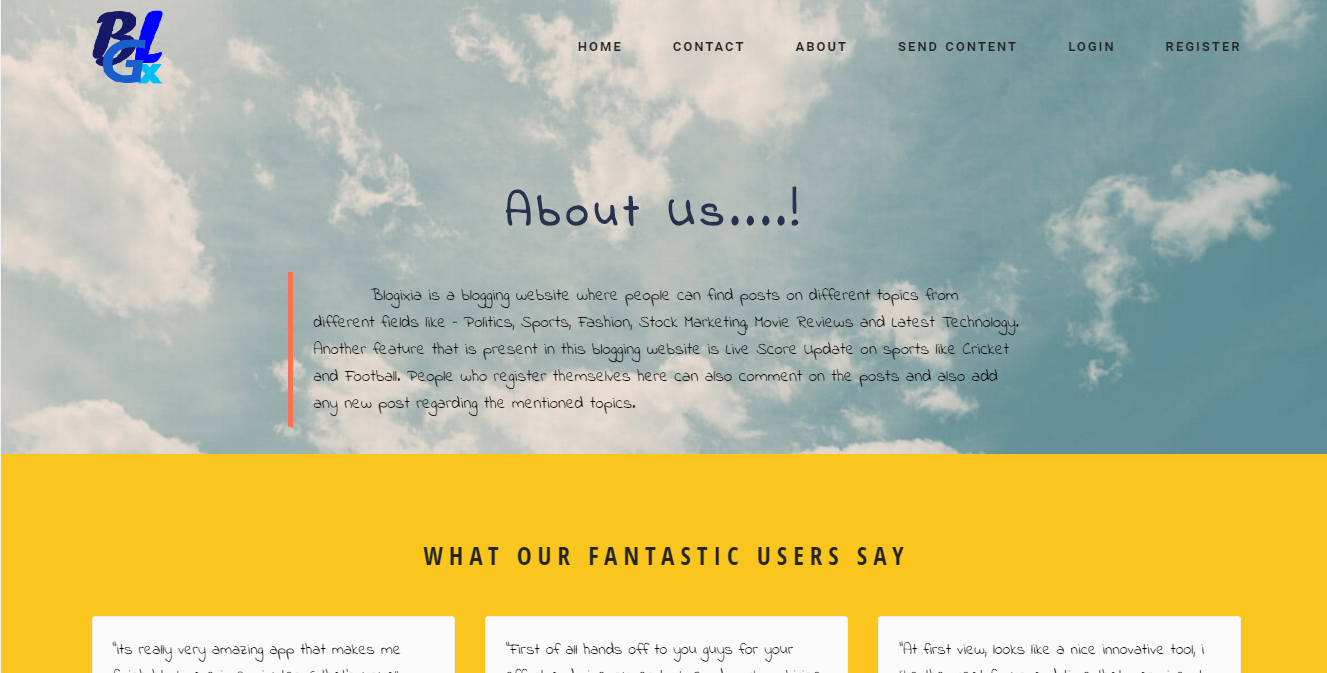 BLGx
HOME CONTACT ABOUT SEND CONTENT LOGIN REGISTER
About Us....!
Blogixia is a blogging website where people can find posts on different topics from
different fields like - Politics, Sports, Fashion, Stock Marketing, Movie Reviews and Latest Technology.
Another feature that is present in this blogging website is Live Score Update on sports like Cricket
and Football. People who register themselves here can also comment on the posts and also add
any new post regarding the mentioned topics.
WHAT OUR FANTASTIC USERS SAY
"its really very amazing app that makes me
"First of all hands off to you guys for your
"At first view, looks like a nice innovative tool, i